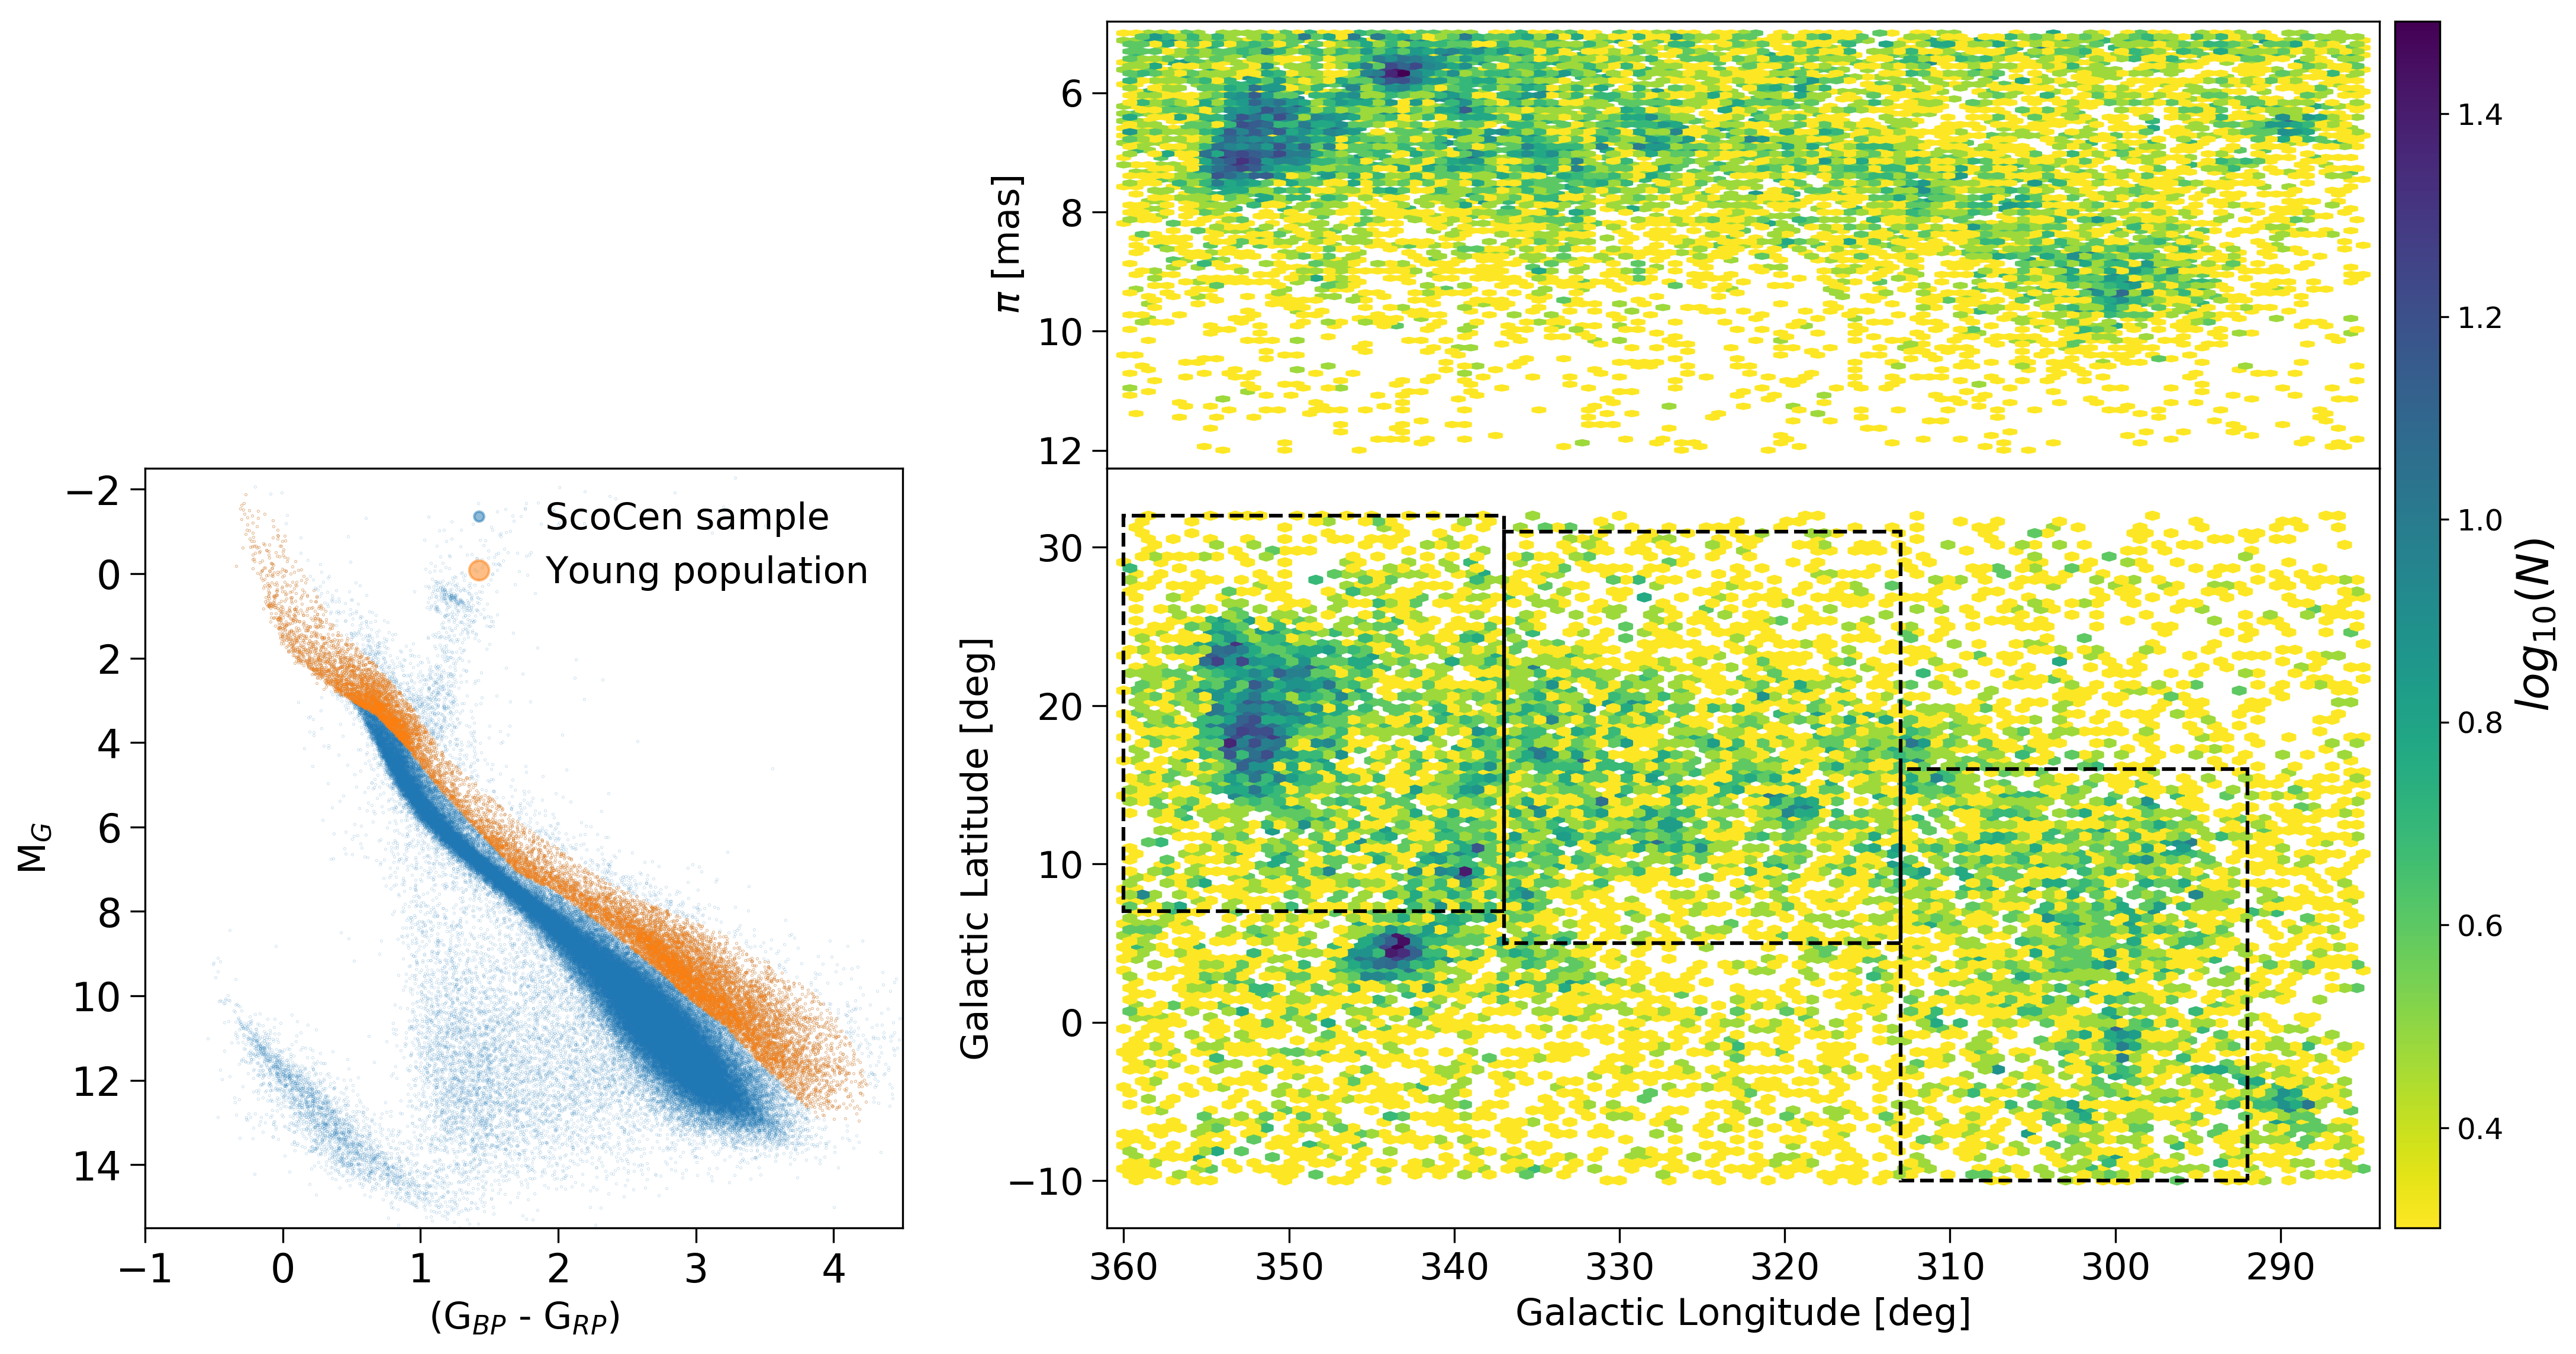 6
8
10
12
π [mas]
1.4
1.2
1.0
0.8
0.6
0.4
log10(N)
−2
0
2
4
6
8
10
12
14
M_G
ScoCen sample
Young population
−1 0 1 2 3 4
(G_BP - G_RP)
30
20
10
0
−10
Galactic Latitude [deg]
360 350 340 330 320 310 300 290
Galactic Longitude [deg]